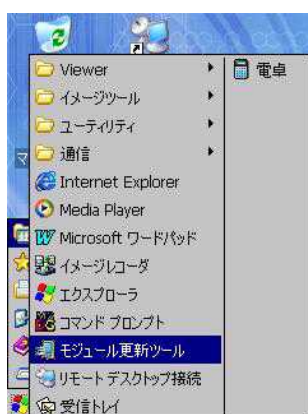 Viewer
イメージツール
ユーティリティ
通信
Internet Explorer
Media Player
Microsoft ワードパッド
イメージレコーダ
エクスプローラ
コマンド プロンプト
モジュール更新ツール
リモート デスクトップ接続
受信トレイ
電卓
マ